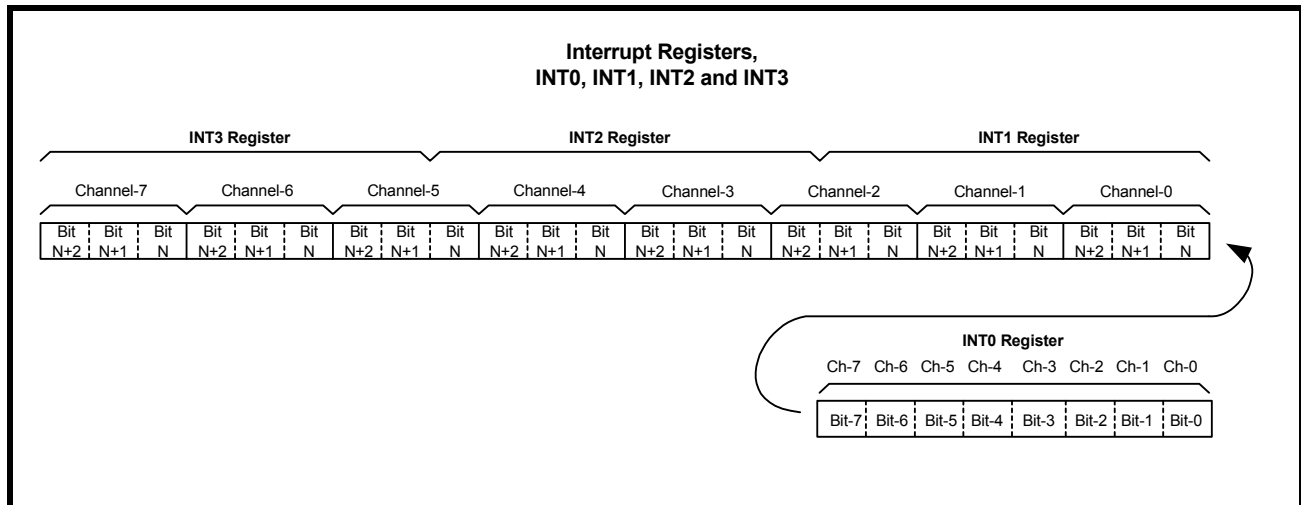 Interrupt Registers,
INT0, INT1, INT2 and INT3
INT3 Register INT2 Register INT1 Register
Channel-7 Channel-6 Channel-5 Channel-4 Channel-3 Channel-2 Channel-1 Channel-0
Bit Bit Bit Bit Bit Bit Bit Bit Bit Bit Bit Bit Bit Bit Bit Bit Bit Bit Bit Bit Bit Bit Bit Bit
N+2 N+1 N N+2 N+1 N N+2 N+1 N N+2 N+1 N N+2 N+1 N N+2 N+1 N N+2 N+1 N N+2 N+1 N
INT0 Register
Ch-7 Ch-6 Ch-5 Ch-4 Ch-3 Ch-2 Ch-1 Ch-0
Bit-7 Bit-6 Bit-5 Bit-4 Bit-3 Bit-2 Bit-1 Bit-0